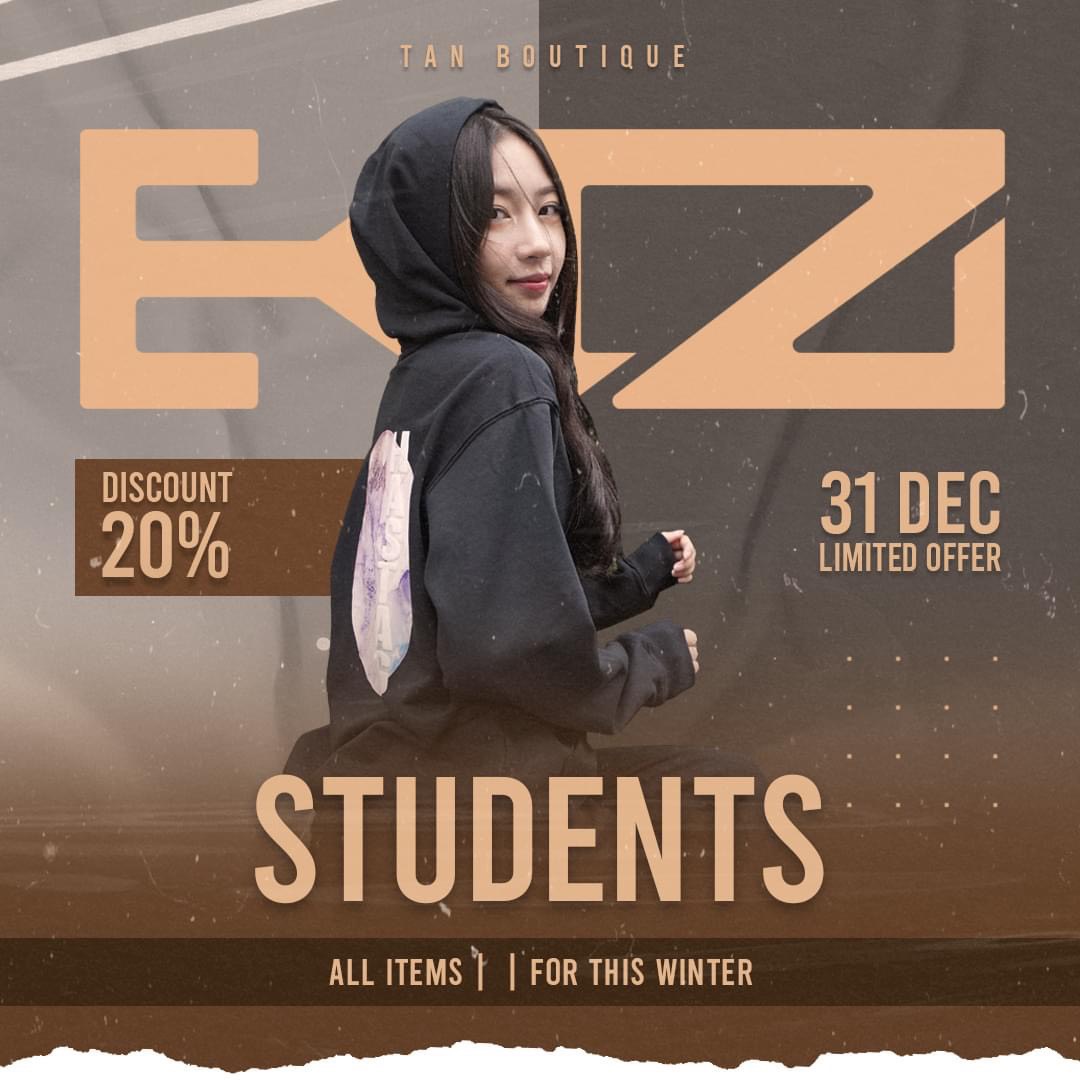 TAN BOUTIQUE
DISCOUNT
20%
31 DEC
LIMITED OFFER
STUDENTS
ALL ITEMS | | FOR THIS WINTER